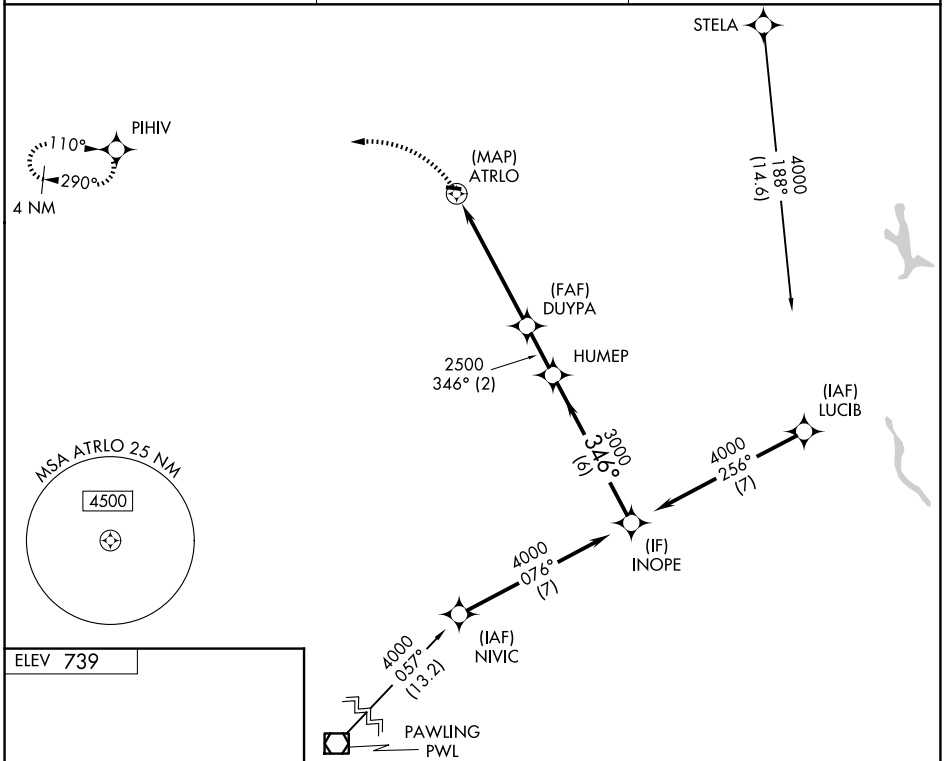 STELA
PIHIV
110°
290°
4 NM
(MAP)
ATRLO
4000
188°
(14.6)
(FAF)
DUYPA
HUMEP
2500
346° (2)
3000
346°
(6)
(IAF)
LUCIB
4000
256°
(7)
MSA ATRLO 25 NM
4500
(IF)
INOPE
4000
076°
(7)
(IAF)
NIVIC
4000
057°
(13.2)
ELEV 739
PAWLING
PWL